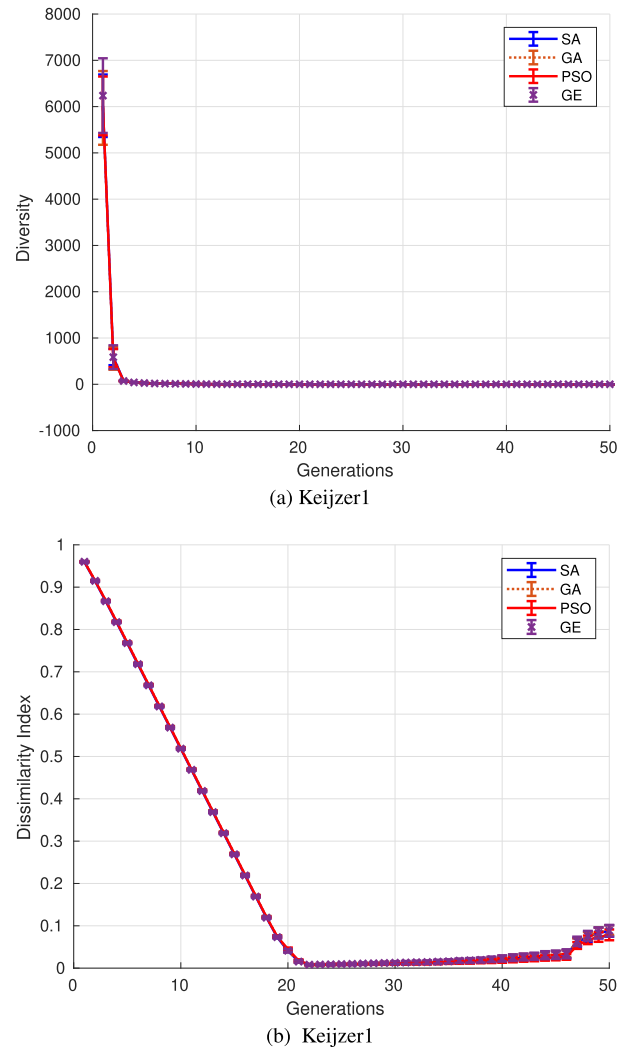 8000
7000
6000
5000
4000
3000
2000
1000
0
-1000
Diversity
SA
GA
PSO
GE
0 10 20 30 40 50
Generations
(a) Keijzer1
1
0.9
0.8
0.7
0.6
0.5
0.4
0.3
0.2
0.1
0
Dissimilarity Index
SA
GA
PSO
GE
0 10 20 30 40 50
Generations
(b) Keijzer1